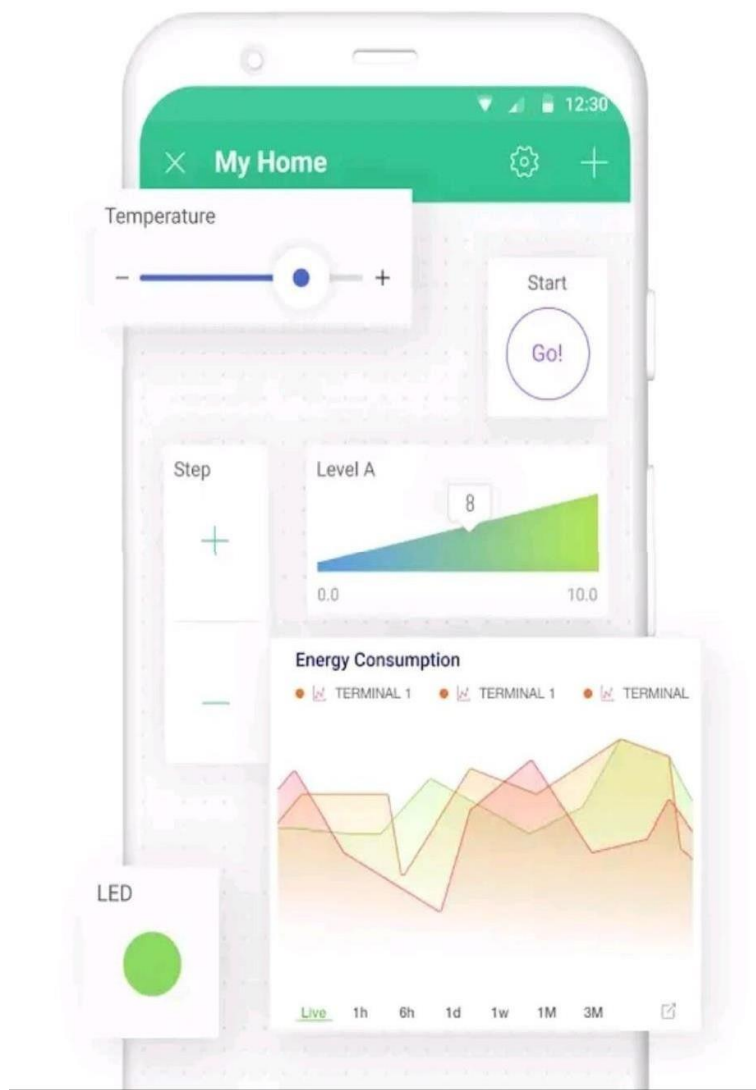 12:30
My Home
Temperature
− +
Start
Go!
Step
+
−
Level A
8
0.0 10.0
Energy Consumption
TERMINAL 1 TERMINAL 1 TERMINAL
LED
Live 1h 6h 1d 1w 1M 3M